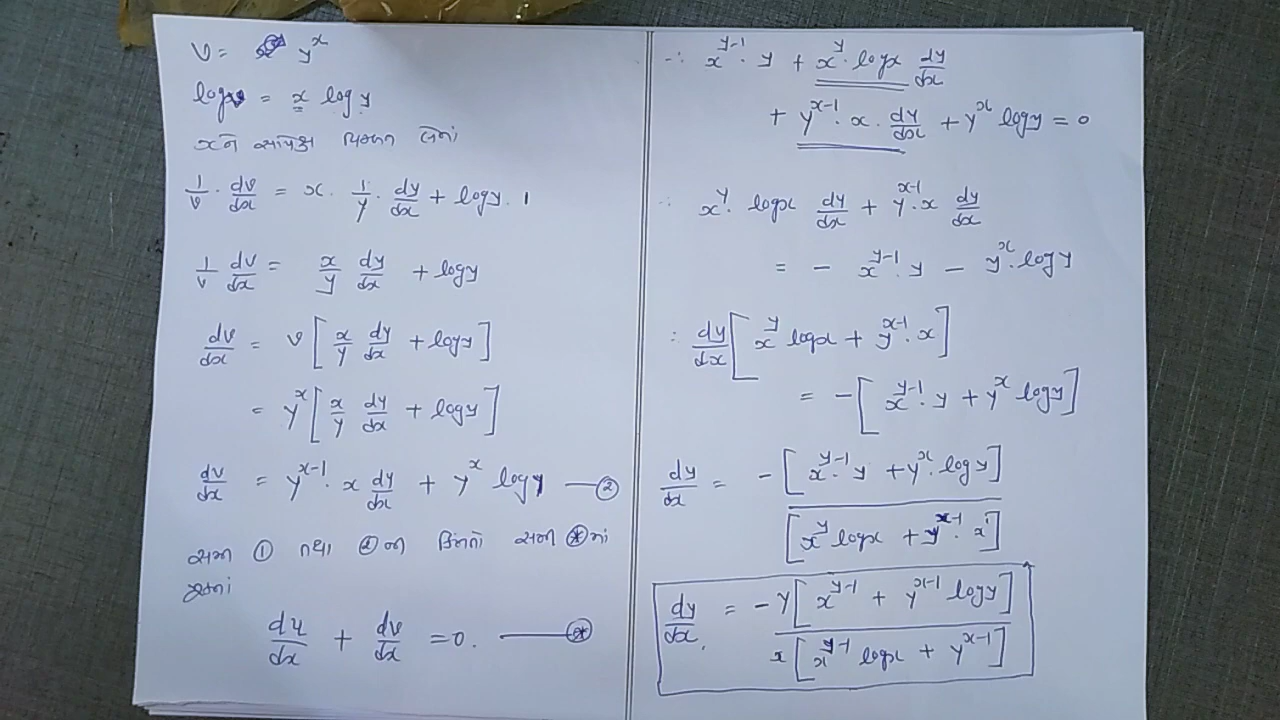 v = y^x
log v = x log y
xને સાપેક્ષ વિકલન લેતાં
1/v · dv/dx = x · 1/y · dy/dx + log y · 1
1/v dv/dx = x/y dy/dx + log y
dv/dx = v [ x/y dy/dx + log y ]
= y^x [ x/y dy/dx + log y ]
dv/dx = y^(x-1) · x dy/dx + y^x log y —②
સમી ① તથા ②ની કિંમતો સમી ⊛માં
મૂકતાં
du/dx + dv/dx = 0. —⊛
∴ x^(y-1) · y + x^y · log x dy/dx
+ y^(x-1) · x · dy/dx + y^x log y = 0
∴ x^y · log x dy/dx + y^(x-1) · x dy/dx
= - x^(y-1) · y - y^x · log y
∴ dy/dx [ x^y log x + y^(x-1) · x ]
= - [ x^(y-1) · y + y^x log y ]
dy/dx = - [ x^(y-1) · y + y^x · log y ] / [ x^y log x + y^(x-1) · x ]
dy/dx = - y [ x^(y-1) + y^(x-1) log y ] / x [ x^(y-1) log x + y^(x-1) ]